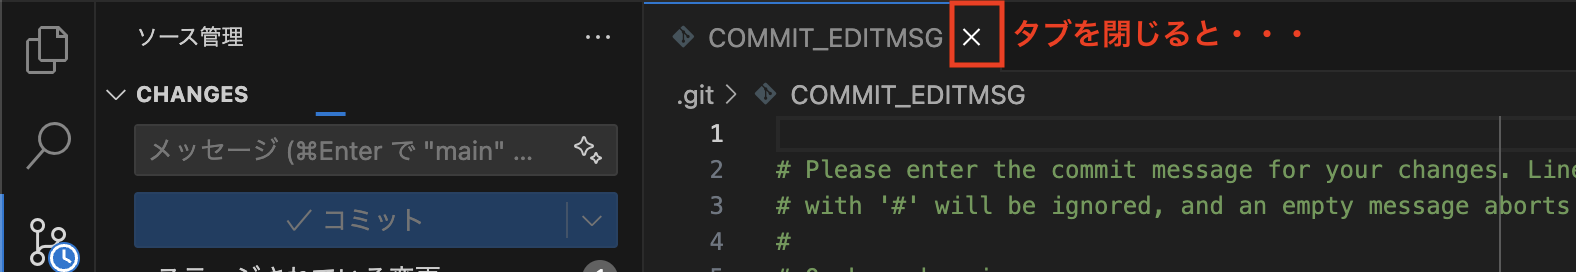 ソース管理
CHANGES
メッセージ (⌘Enter で "main" ...
コミット
COMMIT_EDITMSG
タブを閉じると・・・
.git > COMMIT_EDITMSG
1
2 # Please enter the commit message for your changes. Line
3 # with '#' will be ignored, and an empty message aborts
4 #